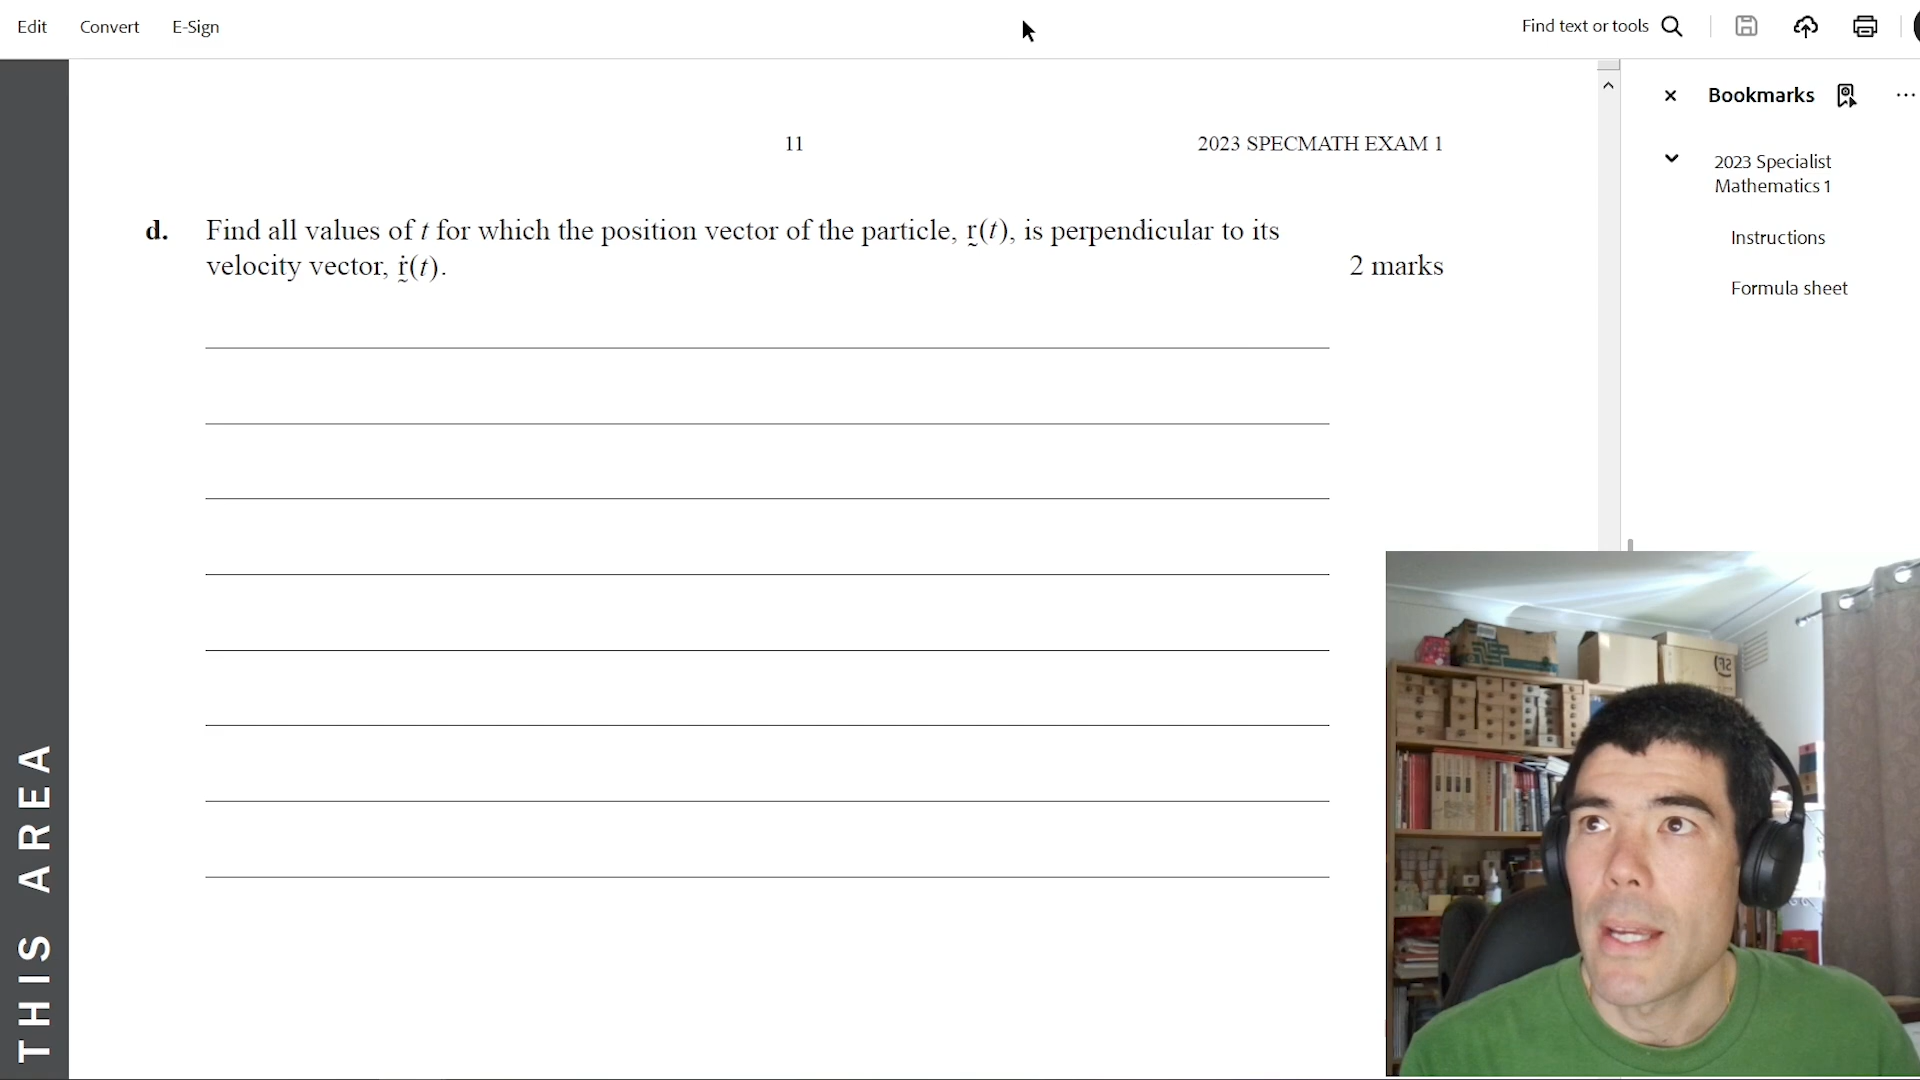 Edit Convert E-Sign Find text or tools
Bookmarks
11 2023 SPECMATH EXAM 1
2023 Specialist
Mathematics 1
Instructions
Formula sheet
d. Find all values of t for which the position vector of the particle, r̰(t), is perpendicular to its
velocity vector, ṙ̰(t). 2 marks
THIS AREA